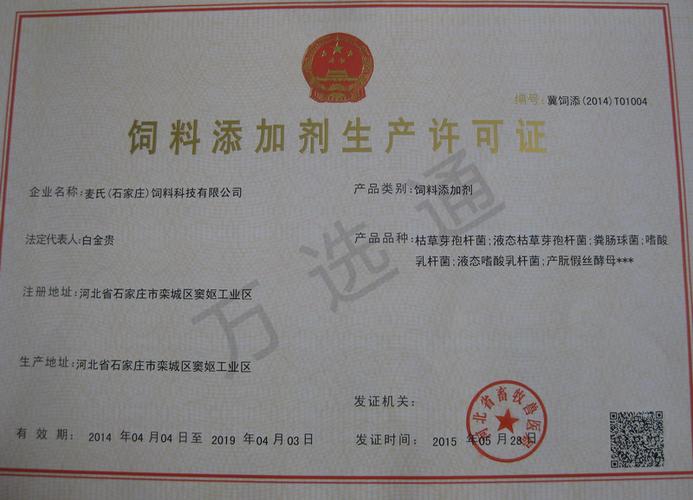 编号:冀饲添(2014)T01004
饲料添加剂生产许可证
企业名称:麦氏(石家庄)饲料科技有限公司
产品类别:饲料添加剂
法定代表人:白金贵
产品品种:枯草芽孢杆菌;液态枯草芽孢杆菌;粪肠球菌;嗜酸
乳杆菌;液态嗜酸乳杆菌;产朊假丝酵母***
注册地址:河北省石家庄市栾城区窦妪工业区
生产地址:河北省石家庄市栾城区窦妪工业区
发证机关:
河北省畜牧兽医局
有效期:2014年04月04日至2019年04月03日
发证时间:2015年05月28日
万选通